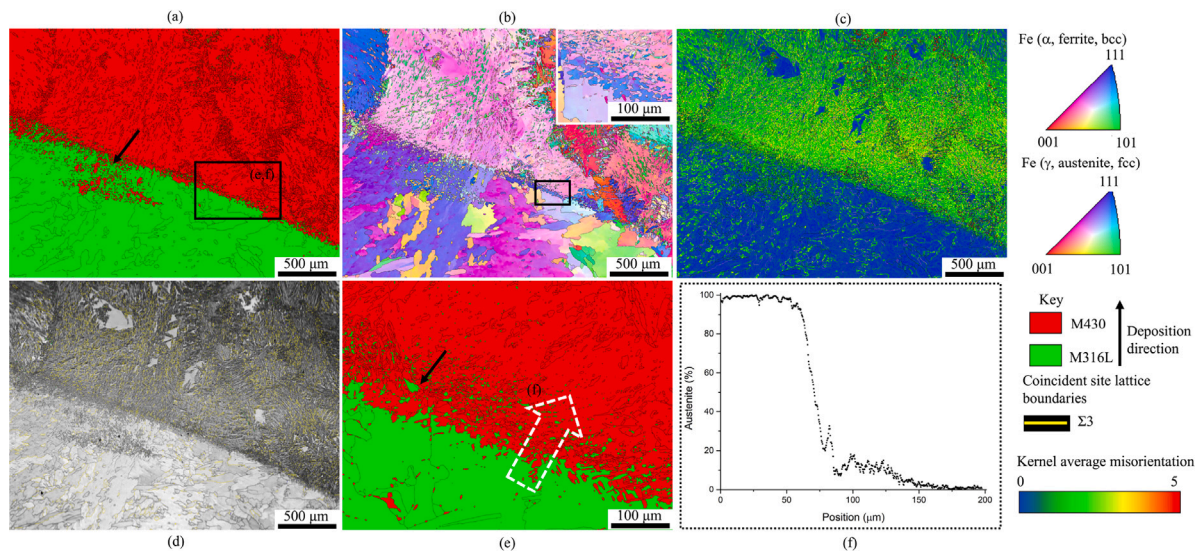 (a)
(b)
(c)
(e,f)
500 μm
100 μm
500 μm
500 μm
Fe (α, ferrite, bcc)
111
001
101
Fe (γ, austenite, fcc)
111
001
101
500 μm
(d)
(f)
100 μm
(e)
Austenite (%)
100
80
60
40
20
0
0
50
100
150
200
Position (μm)
(f)
Key
M430
M316L
Deposition
direction
Coincident site lattice
boundaries
Σ3
Kernel average misorientation
0
5